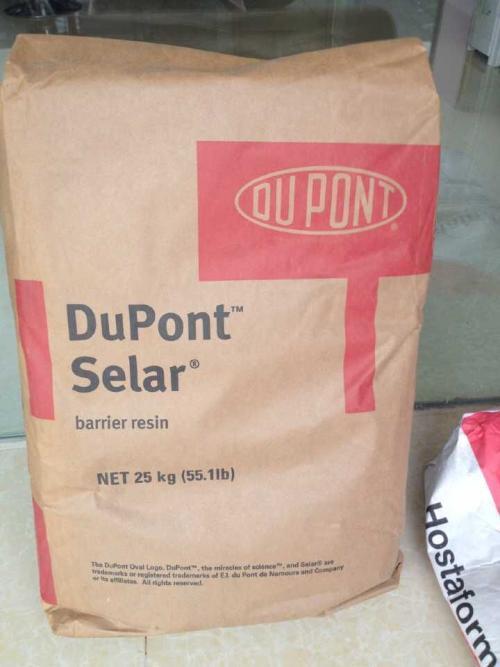 DU PONT
®
DuPont™
Selar®
barrier resin
NET 25 kg (55.1lb)
The DuPont Oval Logo, DuPont™, the miracles of science™, and Selar® are
trademarks or registered trademarks of E.I. du Pont de Nemours and Company
or its affiliates. All rights reserved.
Hostaform